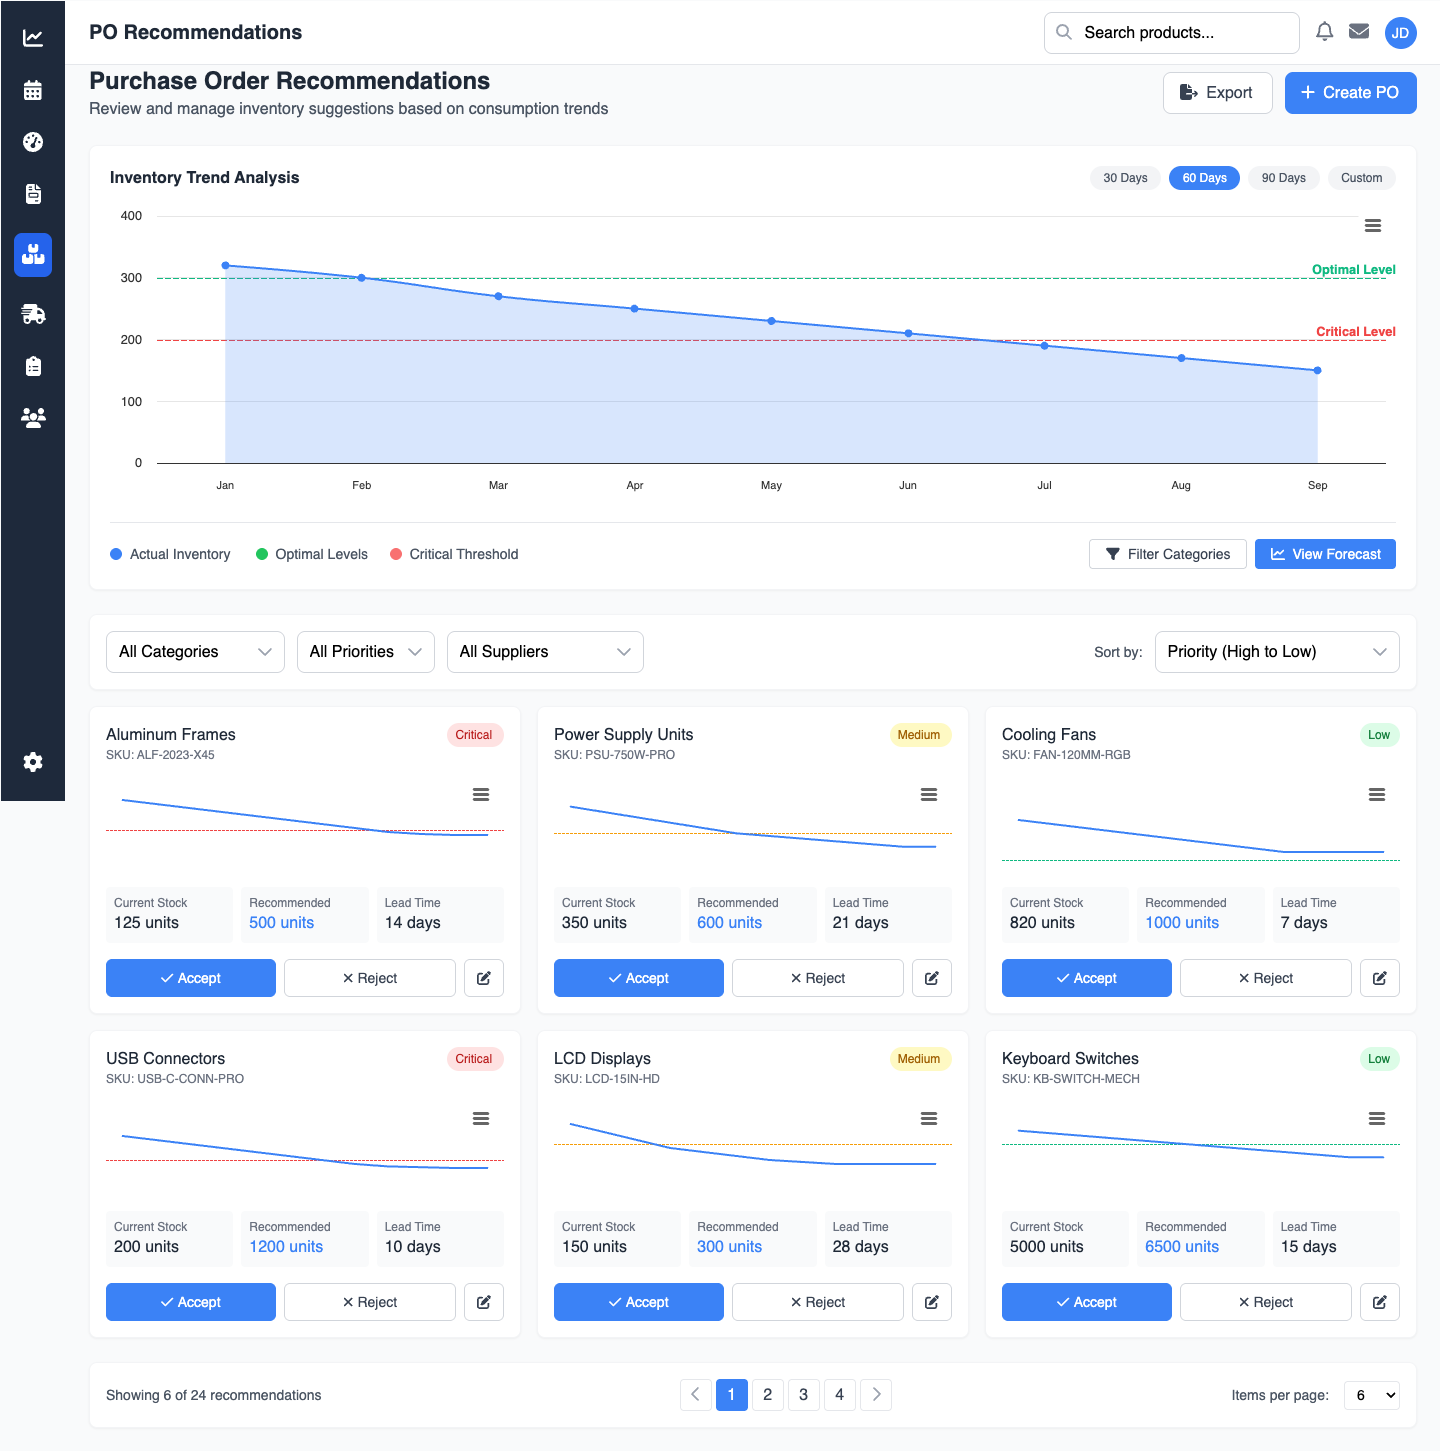 PO Recommendations
Search products...
JD
Purchase Order Recommendations
Review and manage inventory suggestions based on consumption trends
Export
Create PO
Inventory Trend Analysis
30 Days
60 Days
90 Days
Custom
400
300
200
100
0
Optimal Level
Critical Level
Jan Feb Mar Apr May Jun Jul Aug Sep
Actual Inventory
Optimal Levels
Critical Threshold
Filter Categories
View Forecast
All Categories
All Priorities
All Suppliers
Sort by:
Priority (High to Low)
Aluminum Frames
Critical
SKU: ALF-2023-X45
Current Stock
125 units
Recommended
500 units
Lead Time
14 days
Accept
Reject
Power Supply Units
Medium
SKU: PSU-750W-PRO
Current Stock
350 units
Recommended
600 units
Lead Time
21 days
Accept
Reject
Cooling Fans
Low
SKU: FAN-120MM-RGB
Current Stock
820 units
Recommended
1000 units
Lead Time
7 days
Accept
Reject
USB Connectors
Critical
SKU: USB-C-CONN-PRO
Current Stock
200 units
Recommended
1200 units
Lead Time
10 days
Accept
Reject
LCD Displays
Medium
SKU: LCD-15IN-HD
Current Stock
150 units
Recommended
300 units
Lead Time
28 days
Accept
Reject
Keyboard Switches
Low
SKU: KB-SWITCH-MECH
Current Stock
5000 units
Recommended
6500 units
Lead Time
15 days
Accept
Reject
Showing 6 of 24 recommendations
1 2 3 4
Items per page:
6